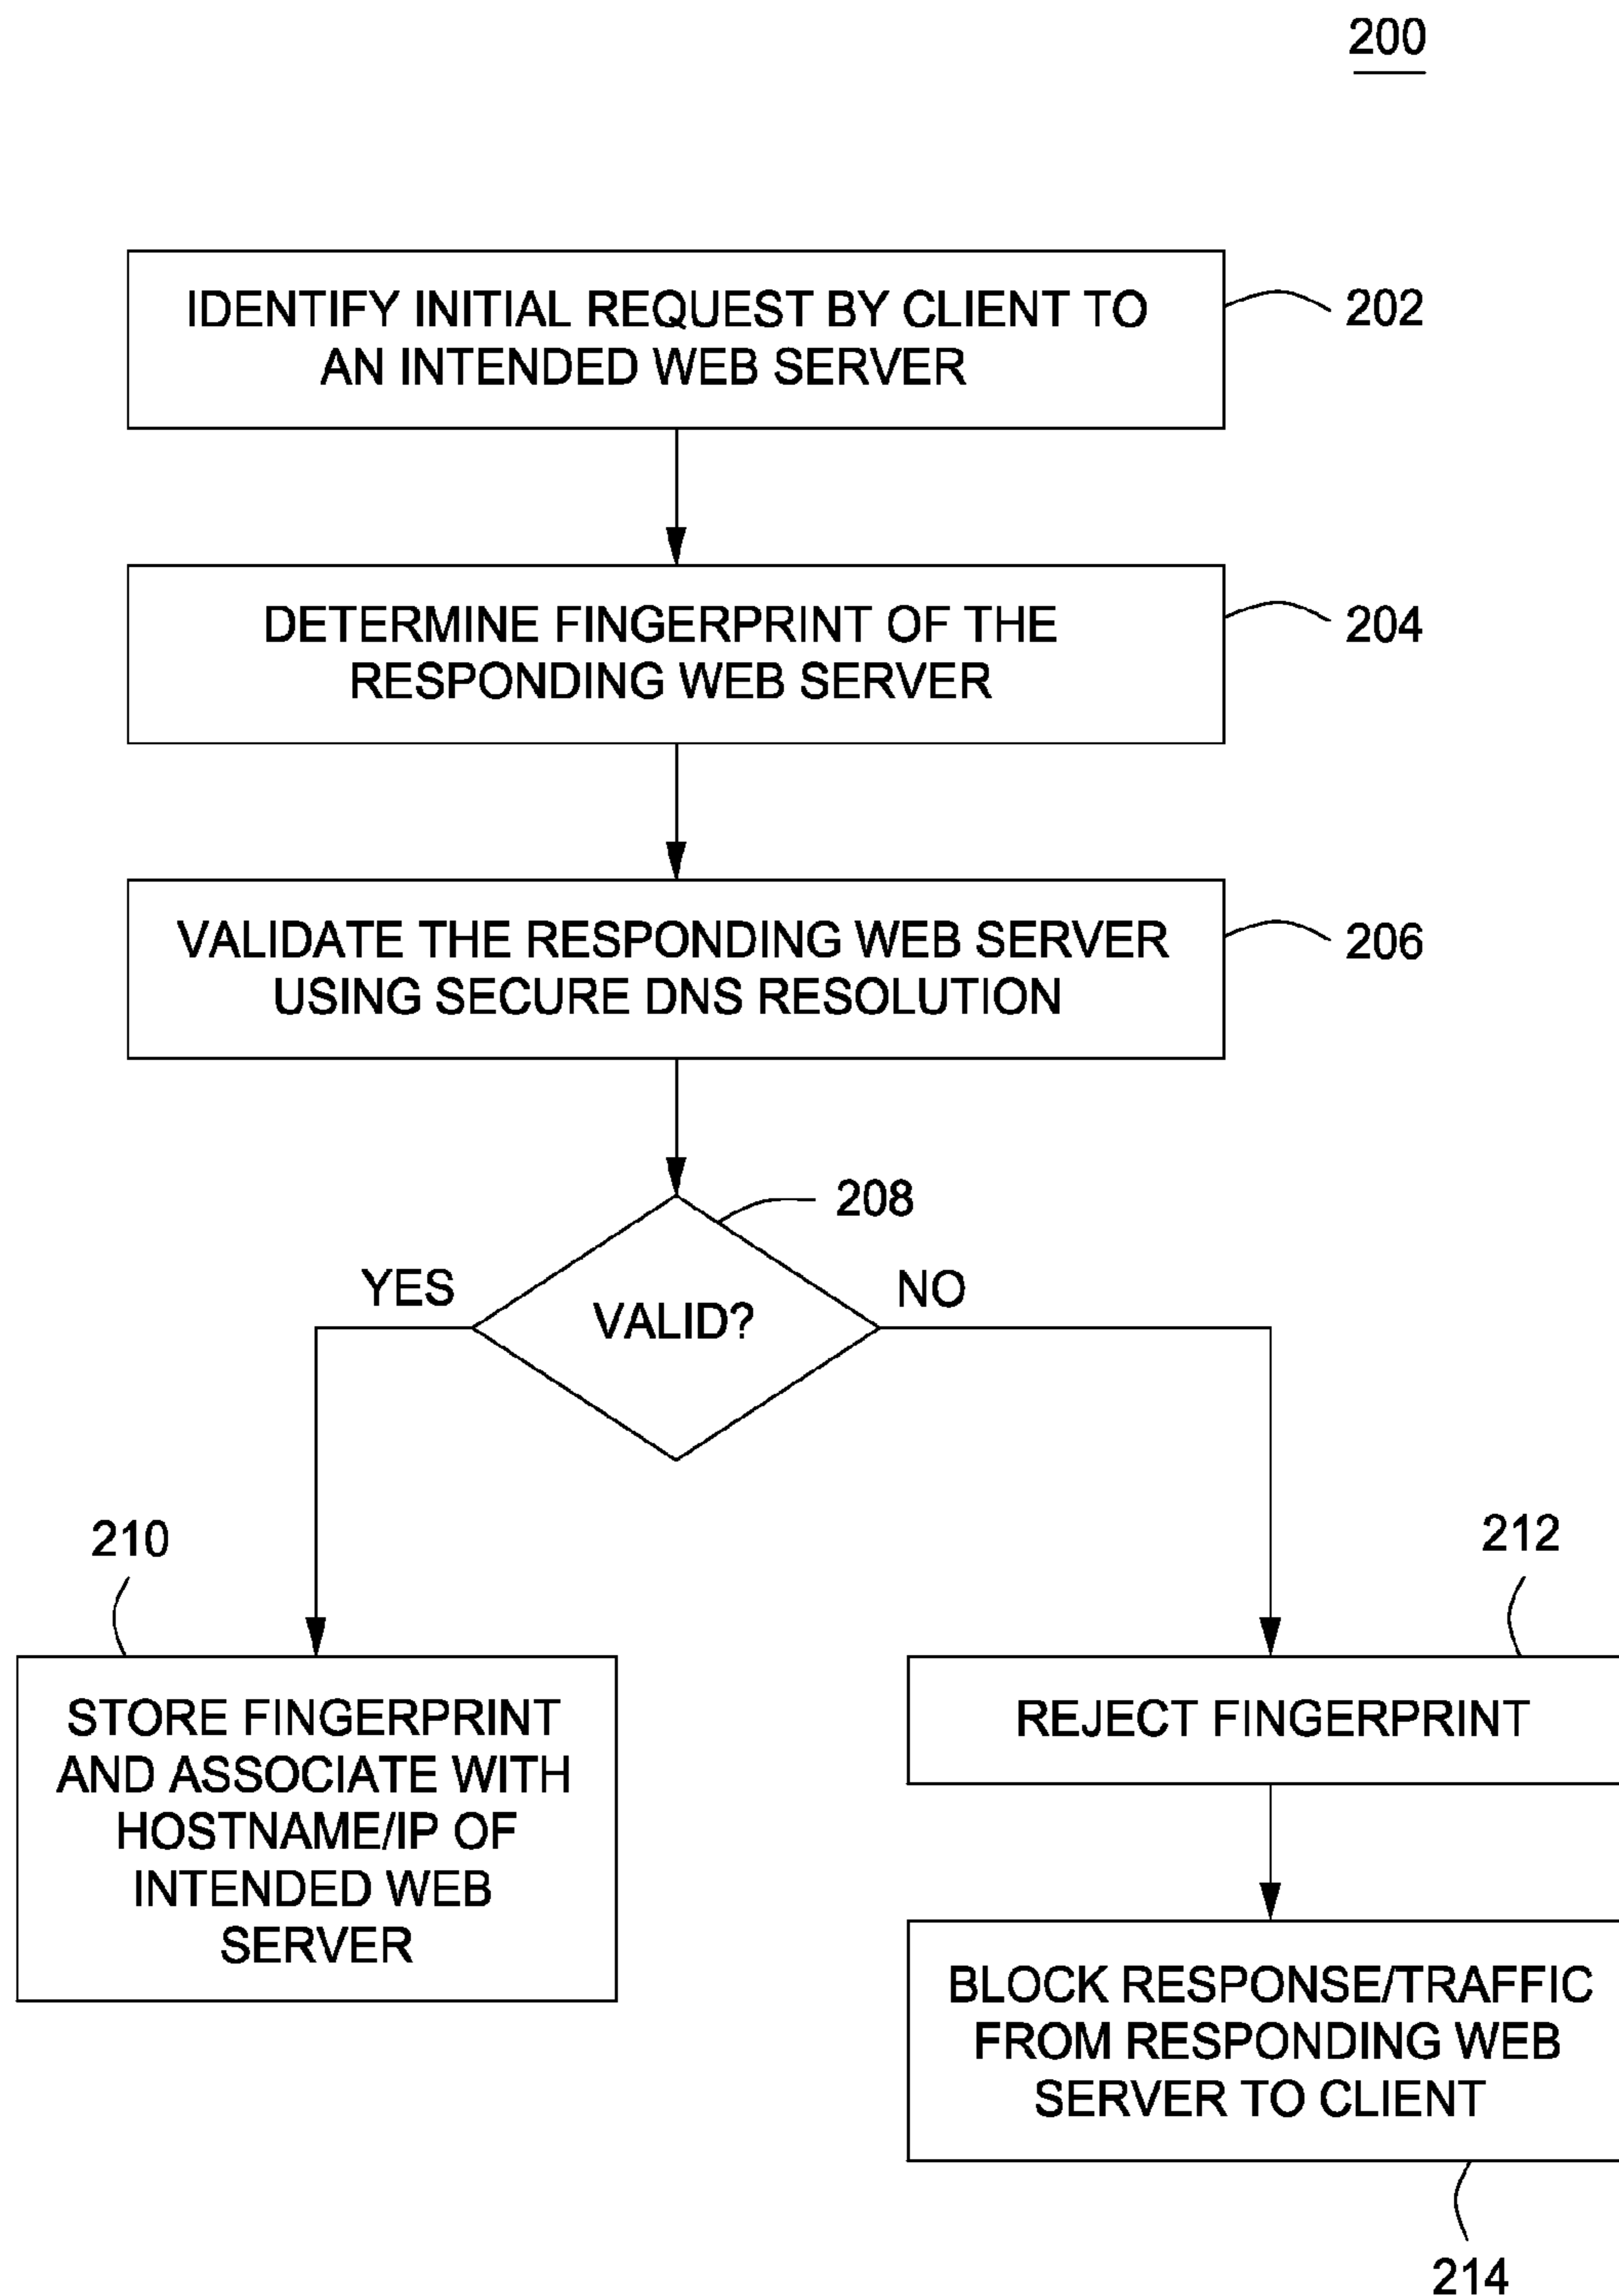 200
IDENTIFY INITIAL REQUEST BY CLIENT TO
AN INTENDED WEB SERVER
202
DETERMINE FINGERPRINT OF THE
RESPONDING WEB SERVER
204
VALIDATE THE RESPONDING WEB SERVER
USING SECURE DNS RESOLUTION
206
208
YES
VALID?
NO
210
STORE FINGERPRINT
AND ASSOCIATE WITH
HOSTNAME/IP OF
INTENDED WEB
SERVER
212
REJECT FINGERPRINT
BLOCK RESPONSE/TRAFFIC
FROM RESPONDING WEB
SERVER TO CLIENT
214